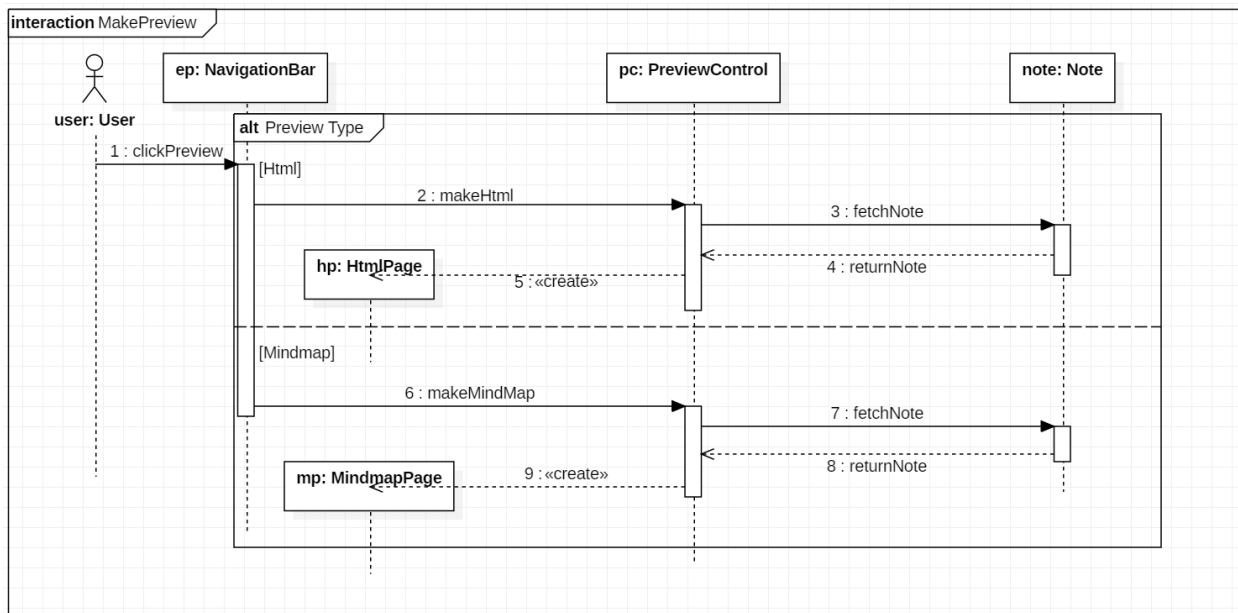 interaction MakePreview
ep: NavigationBar
pc: PreviewControl
note: Note
user: User
alt Preview Type
1 : clickPreview
[Html]
2 : makeHtml
3 : fetchNote
4 : returnNote
hp: HtmlPage
5 : «create»
[Mindmap]
6 : makeMindMap
7 : fetchNote
8 : returnNote
mp: MindmapPage
9 : «create»